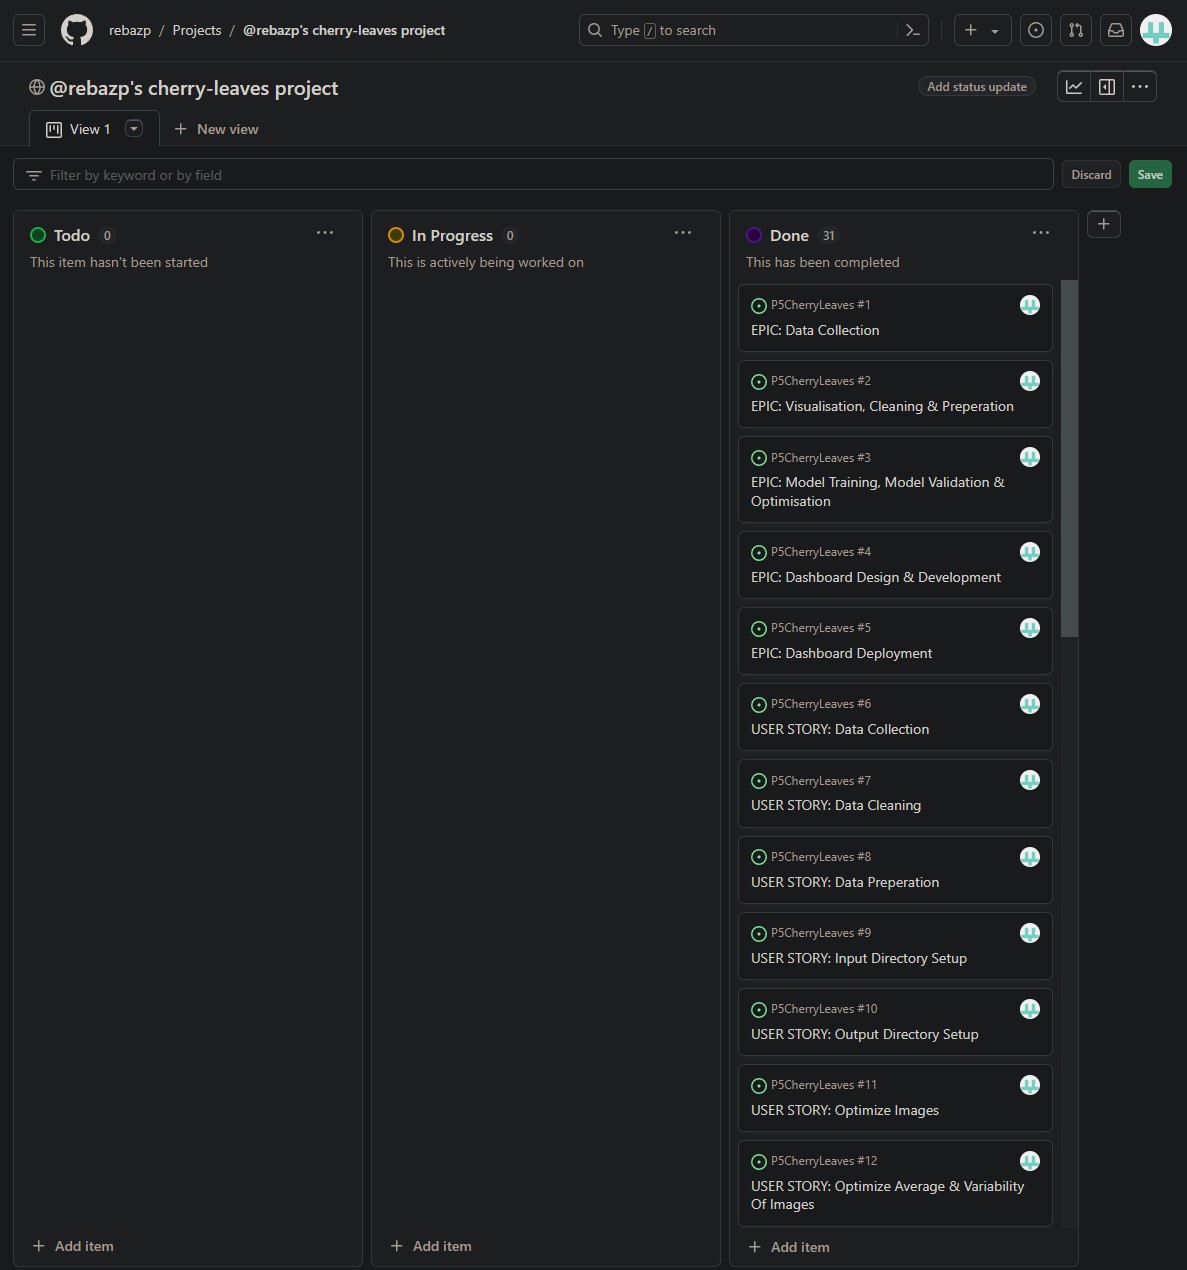 rebazp / Projects / @rebazp's cherry-leaves project
Type / to search
@rebazp's cherry-leaves project
Add status update
View 1
New view
Filter by keyword or by field
Discard
Save
Todo 0
This item hasn't been started
Add item
In Progress 0
This is actively being worked on
Add item
Done 31
This has been completed
P5CherryLeaves #1
EPIC: Data Collection
P5CherryLeaves #2
EPIC: Visualisation, Cleaning & Preperation
P5CherryLeaves #3
EPIC: Model Training, Model Validation &
Optimisation
P5CherryLeaves #4
EPIC: Dashboard Design & Development
P5CherryLeaves #5
EPIC: Dashboard Deployment
P5CherryLeaves #6
USER STORY: Data Collection
P5CherryLeaves #7
USER STORY: Data Cleaning
P5CherryLeaves #8
USER STORY: Data Preperation
P5CherryLeaves #9
USER STORY: Input Directory Setup
P5CherryLeaves #10
USER STORY: Output Directory Setup
P5CherryLeaves #11
USER STORY: Optimize Images
P5CherryLeaves #12
USER STORY: Optimize Average & Variability
Of Images
Add item